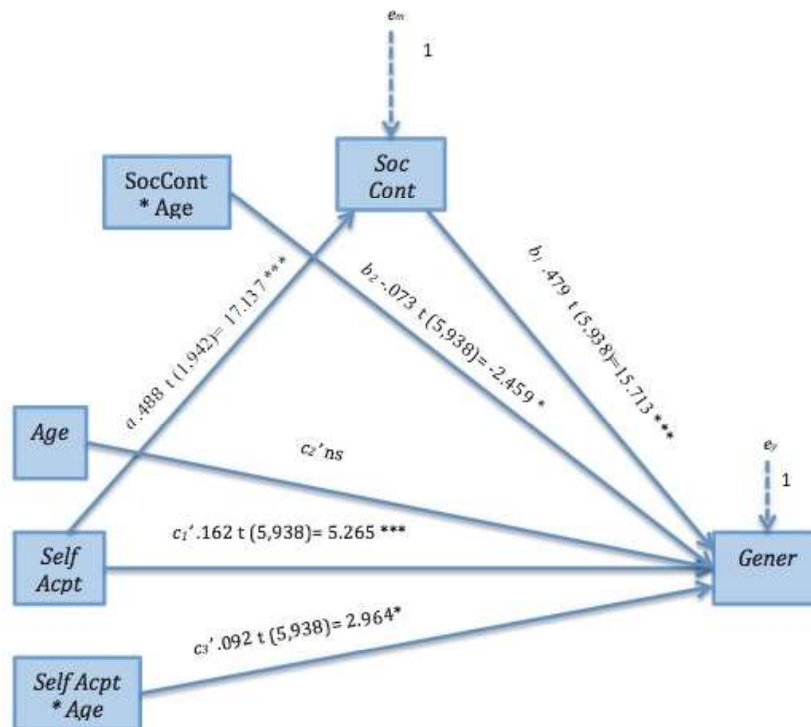 eₘ
1
Soc
Cont
SocCont
* Age
a .488 t (1,942)= 17.137 ***
b₂ -.073 t (5,938)= -2.459 *
b₁ .479 t (5,938)=15.713 ***
Age
c₂' ns
1
Self
Acpt
c₁' .162 t (5,938)= 5.265 ***
Gener
c₃' .092 t (5,938)= 2.964*
Self Acpt
* Age